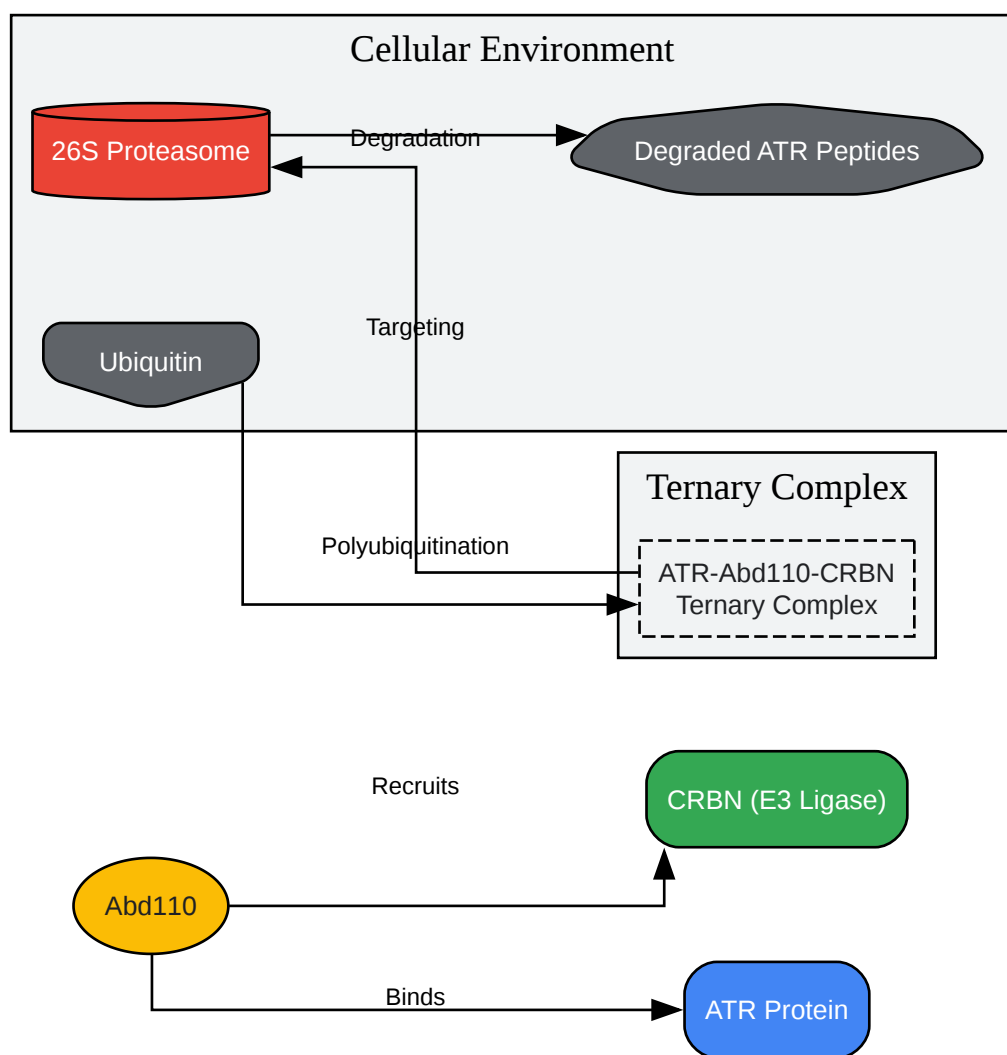 Cellular Environment
26S Proteasome
Degradation
Degraded ATR Peptides
Targeting
Ubiquitin
Ternary Complex
Polyubiquitination
ATR-Abd110-CRBN
Ternary Complex
Recruits
CRBN (E3 Ligase)
Abd110
Binds
ATR Protein